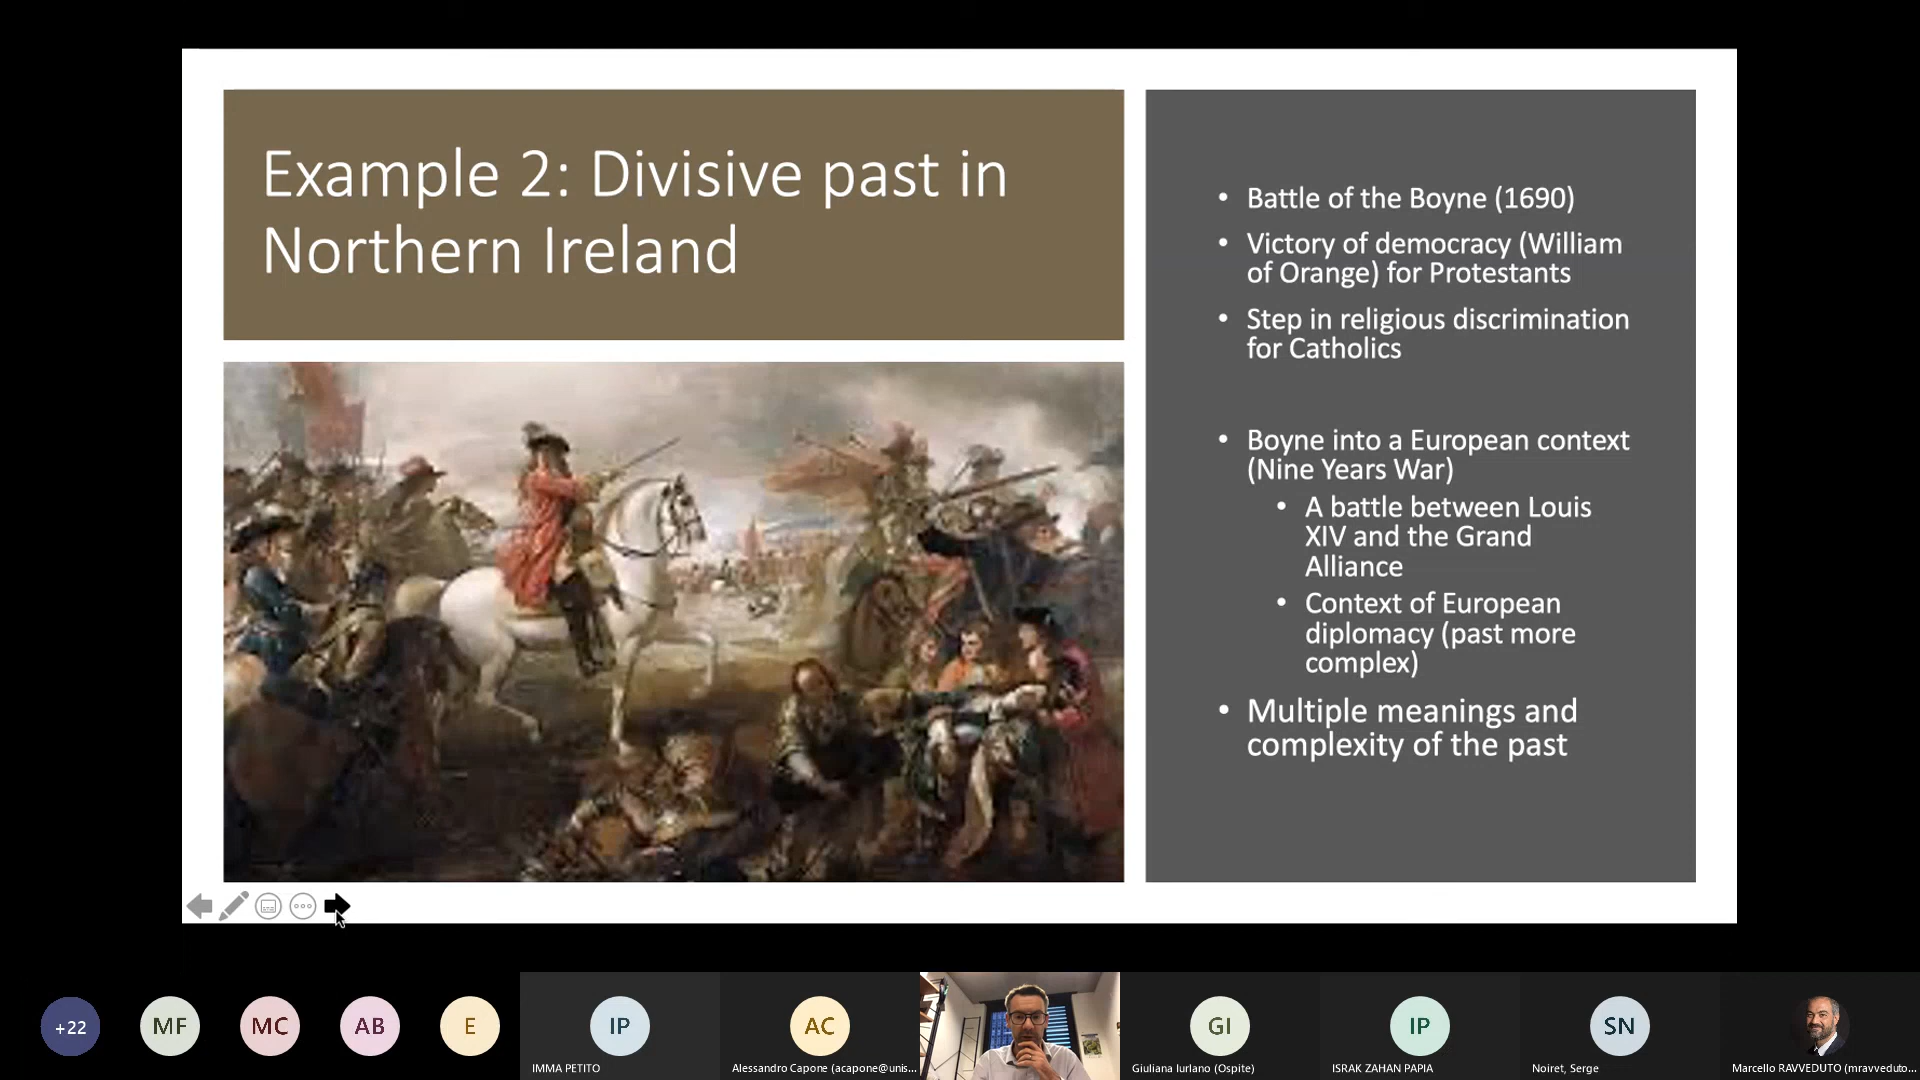 Example 2: Divisive past in
Northern Ireland
• Battle of the Boyne (1690)
• Victory of democracy (William
of Orange) for Protestants
• Step in religious discrimination
for Catholics
• Boyne into a European context
(Nine Years War)
• A battle between Louis
XIV and the Grand
Alliance
• Context of European
diplomacy (past more
complex)
• Multiple meanings and
complexity of the past
+22
MF
MC
AB
E
IP
IMMA PETITO
AC
Alessandro Capone (acapone@unis...
GI
Giuliana Iurlano (Ospite)
IP
ISRAK ZAHAN PAPIA
SN
Noiret, Serge
Marcello RAVVEDUTO (mravveduto...